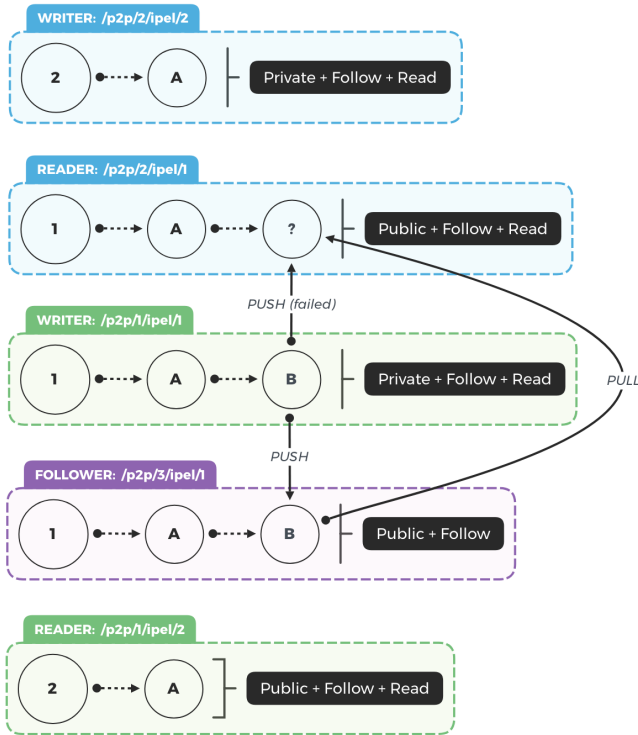 WRITER: /p2p/2/ipel/2
2
A
Private + Follow + Read
READER: /p2p/2/ipel/1
1
A
?
Public + Follow + Read
PUSH (failed)
WRITER: /p2p/1/ipel/1
1
A
B
Private + Follow + Read
PULL
PUSH
FOLLOWER: /p2p/3/ipel/1
1
A
B
Public + Follow
READER: /p2p/1/ipel/2
2
A
Public + Follow + Read